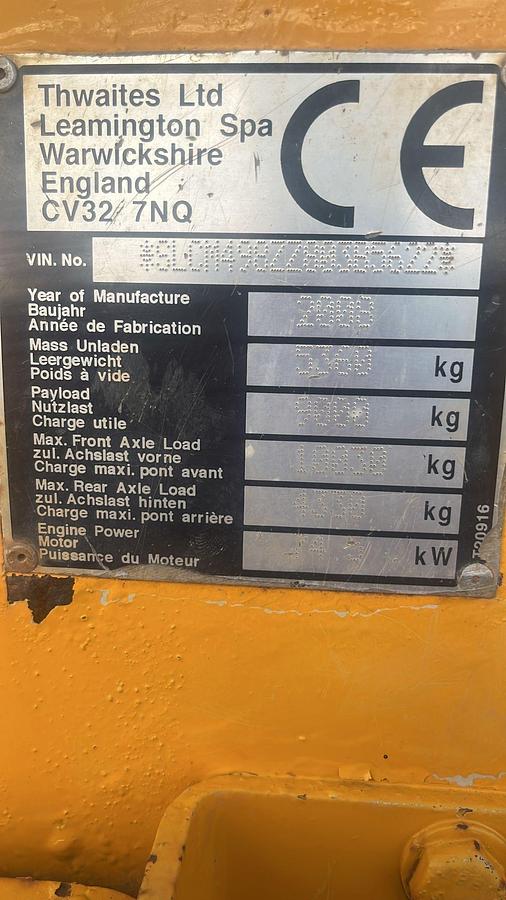 Thwaites Ltd
Leamington Spa
Warwickshire
England
CV32 7NQ
CE
VIN. No.
Year of Manufacture
Baujahr
Année de Fabrication
2008
Mass Unladen
Leergewicht
Poids à vide
5360 kg
Payload
Nutzlast
Charge utile
9000 kg
Max. Front Axle Load
zul. Achslast vorne
Charge maxi. pont avant
10030 kg
Max. Rear Axle Load
zul. Achslast hinten
Charge maxi. pont arrière
kg
Engine Power
Motor
Puissance du Moteur
kW
T20916